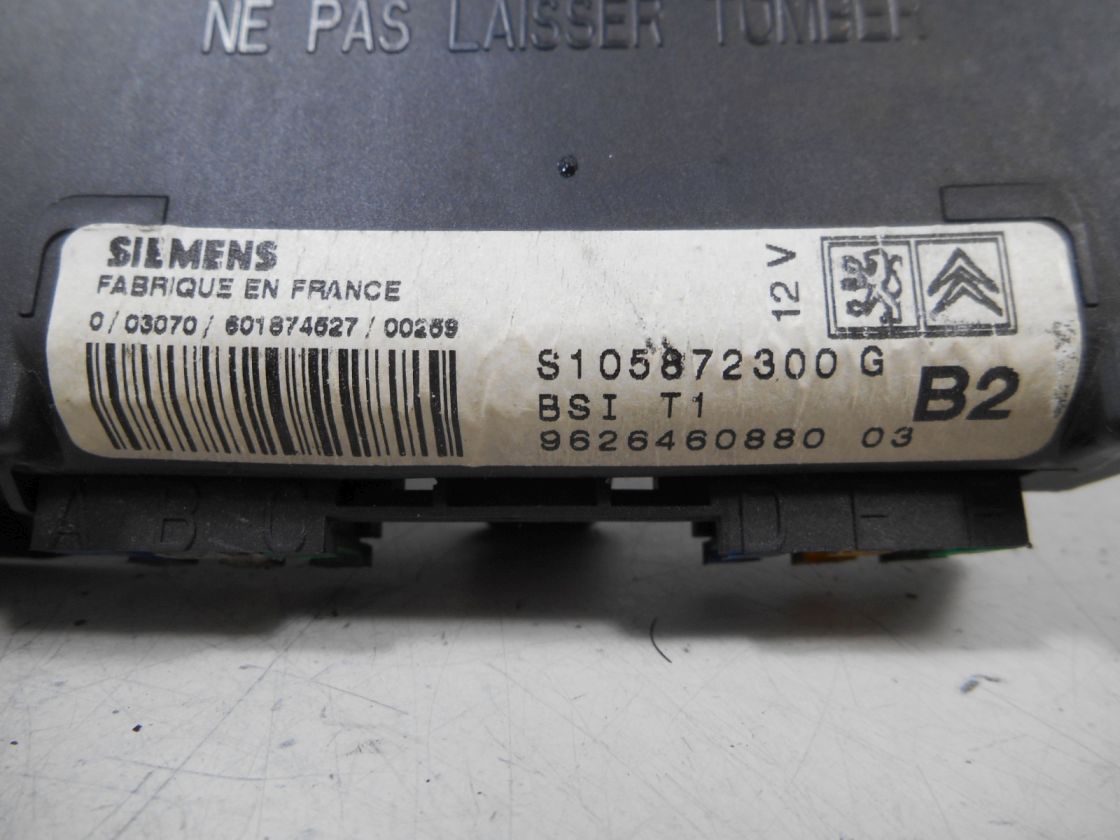 NE PAS LAISSER TOMBER
SIEMENS
FABRIQUE EN FRANCE
0/03070/601874527/00259
12 V
S105872300 G
BSI T1
B2
9626460880 03
A B C D E F